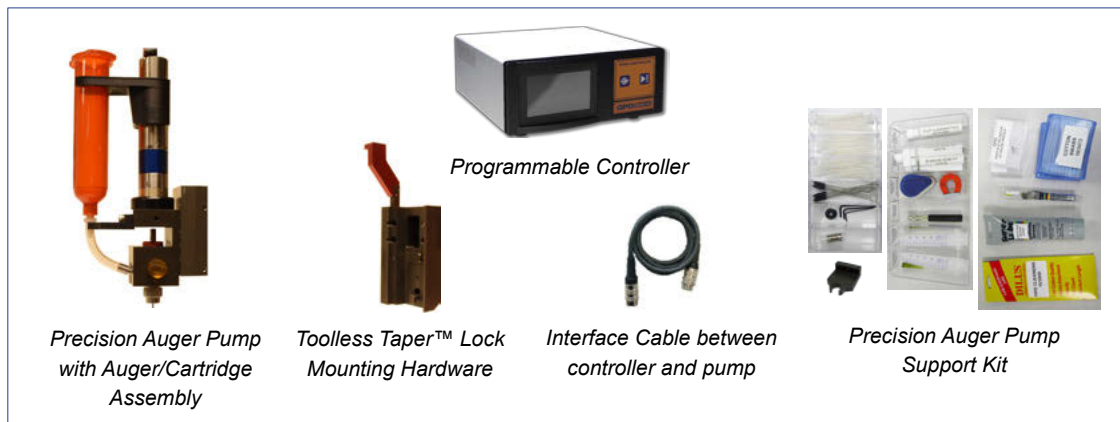 Programmable Controller
Precision Auger Pump
with Auger/Cartridge
Assembly
Toolless Taper™ Lock
Mounting Hardware
Interface Cable between
controller and pump
Precision Auger Pump
Support Kit
DILUS